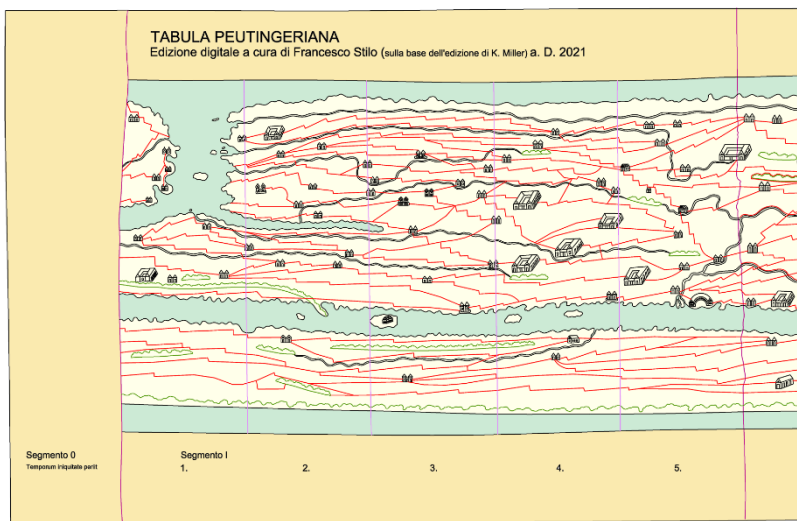 TABULA PEUTINGERIANA
Edizione digitale a cura di Francesco Stilo (sulla base dell'edizione di K. Miller) a. D. 2021
Segmento 0
Temporum iniquitate periit
Segmento I
1.
2.
3.
4.
5.